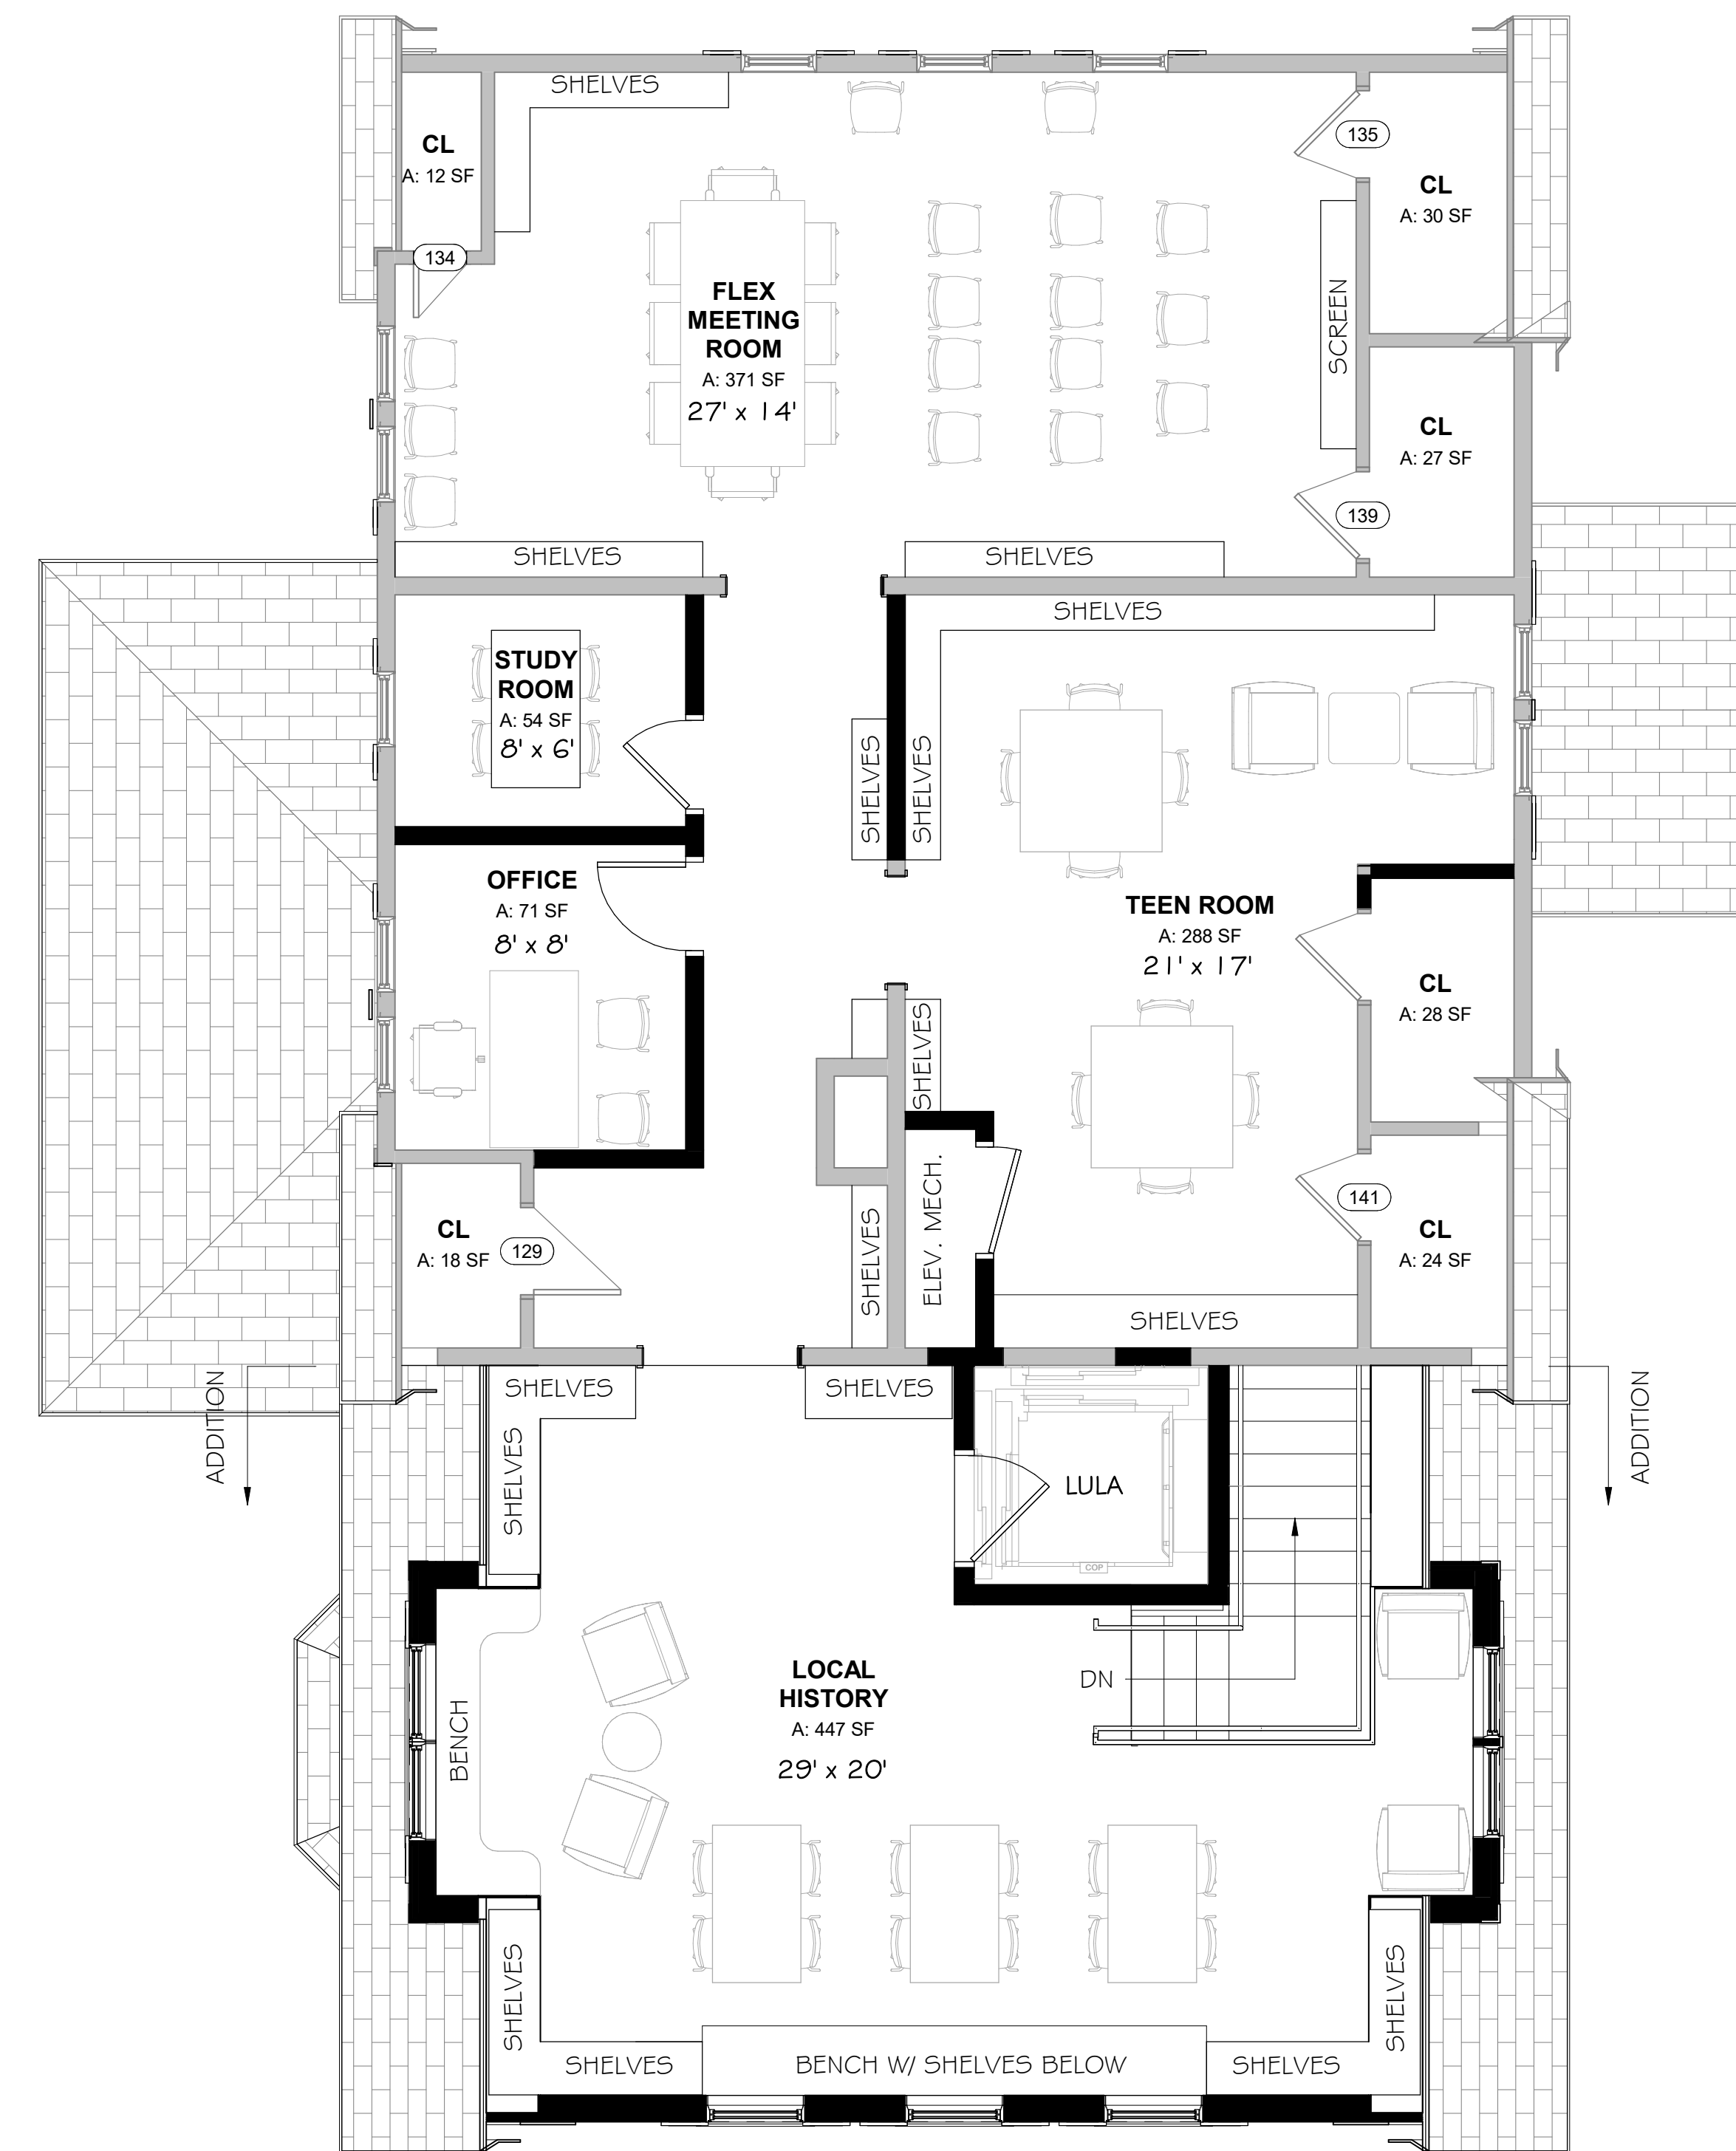 SHELVES
CL
A: 12 SF
134
135
CL
A: 30 SF
FLEX
MEETING
ROOM
A: 371 SF
27' x 14'
SCREEN
CL
A: 27 SF
139
SHELVES
SHELVES
SHELVES
STUDY
ROOM
A: 54 SF
8' x 6'
SHELVES
SHELVES
OFFICE
A: 71 SF
8' x 8'
TEEN ROOM
A: 288 SF
21' x 17'
CL
A: 28 SF
SHELVES
ELEV. MECH.
CL
A: 18 SF
129
SHELVES
141
CL
A: 24 SF
SHELVES
ADDITION
SHELVES
SHELVES
SHELVES
LULA
COP
ADDITION
LOCAL
HISTORY
A: 447 SF
29' x 20'
DN
BENCH
SHELVES
SHELVES
SHELVES
BENCH W/ SHELVES BELOW
SHELVES